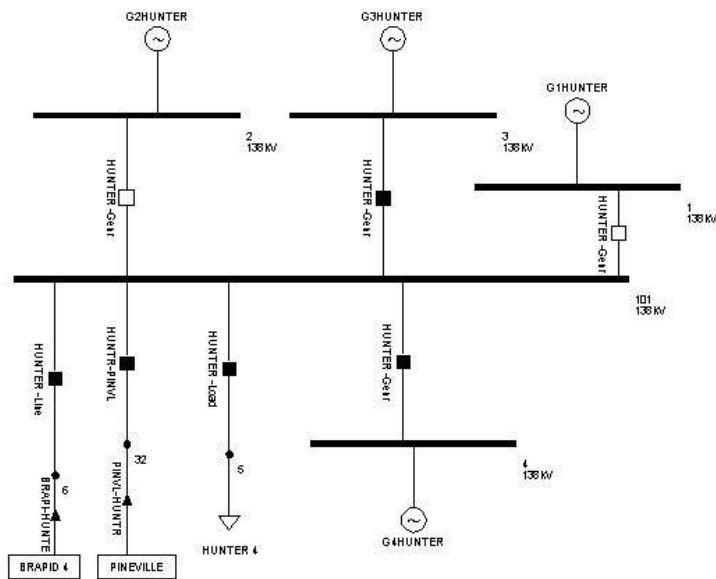 G2HUNTER
G3HUNTER
G1HUNTER
2
138 kV
3
138 kV
1
138 kV
HUNTER-Gear
HUNTER-Gear
HUNTER-Gear
101
138 kV
HUNTER-Line
HUNTR-PINVL
HUNTER-Load
HUNTER-Gear
6
32
5
4
138 kV
BRAPI-HUNTE
PINVL-HUNTR
BRAPID 4
PINEVILLE
HUNTER 4
G4HUNTER